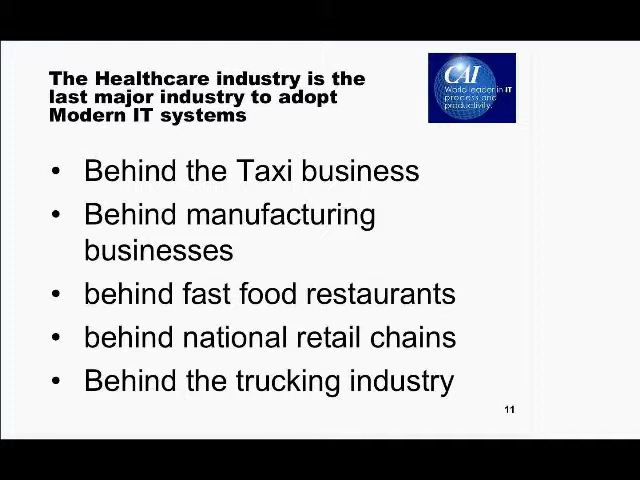 The Healthcare industry is the
last major industry to adopt
Modern IT systems
CAI
World leader in IT
process and
productivity.
• Behind the Taxi business
• Behind manufacturing
businesses
• behind fast food restaurants
• behind national retail chains
• Behind the trucking industry
11